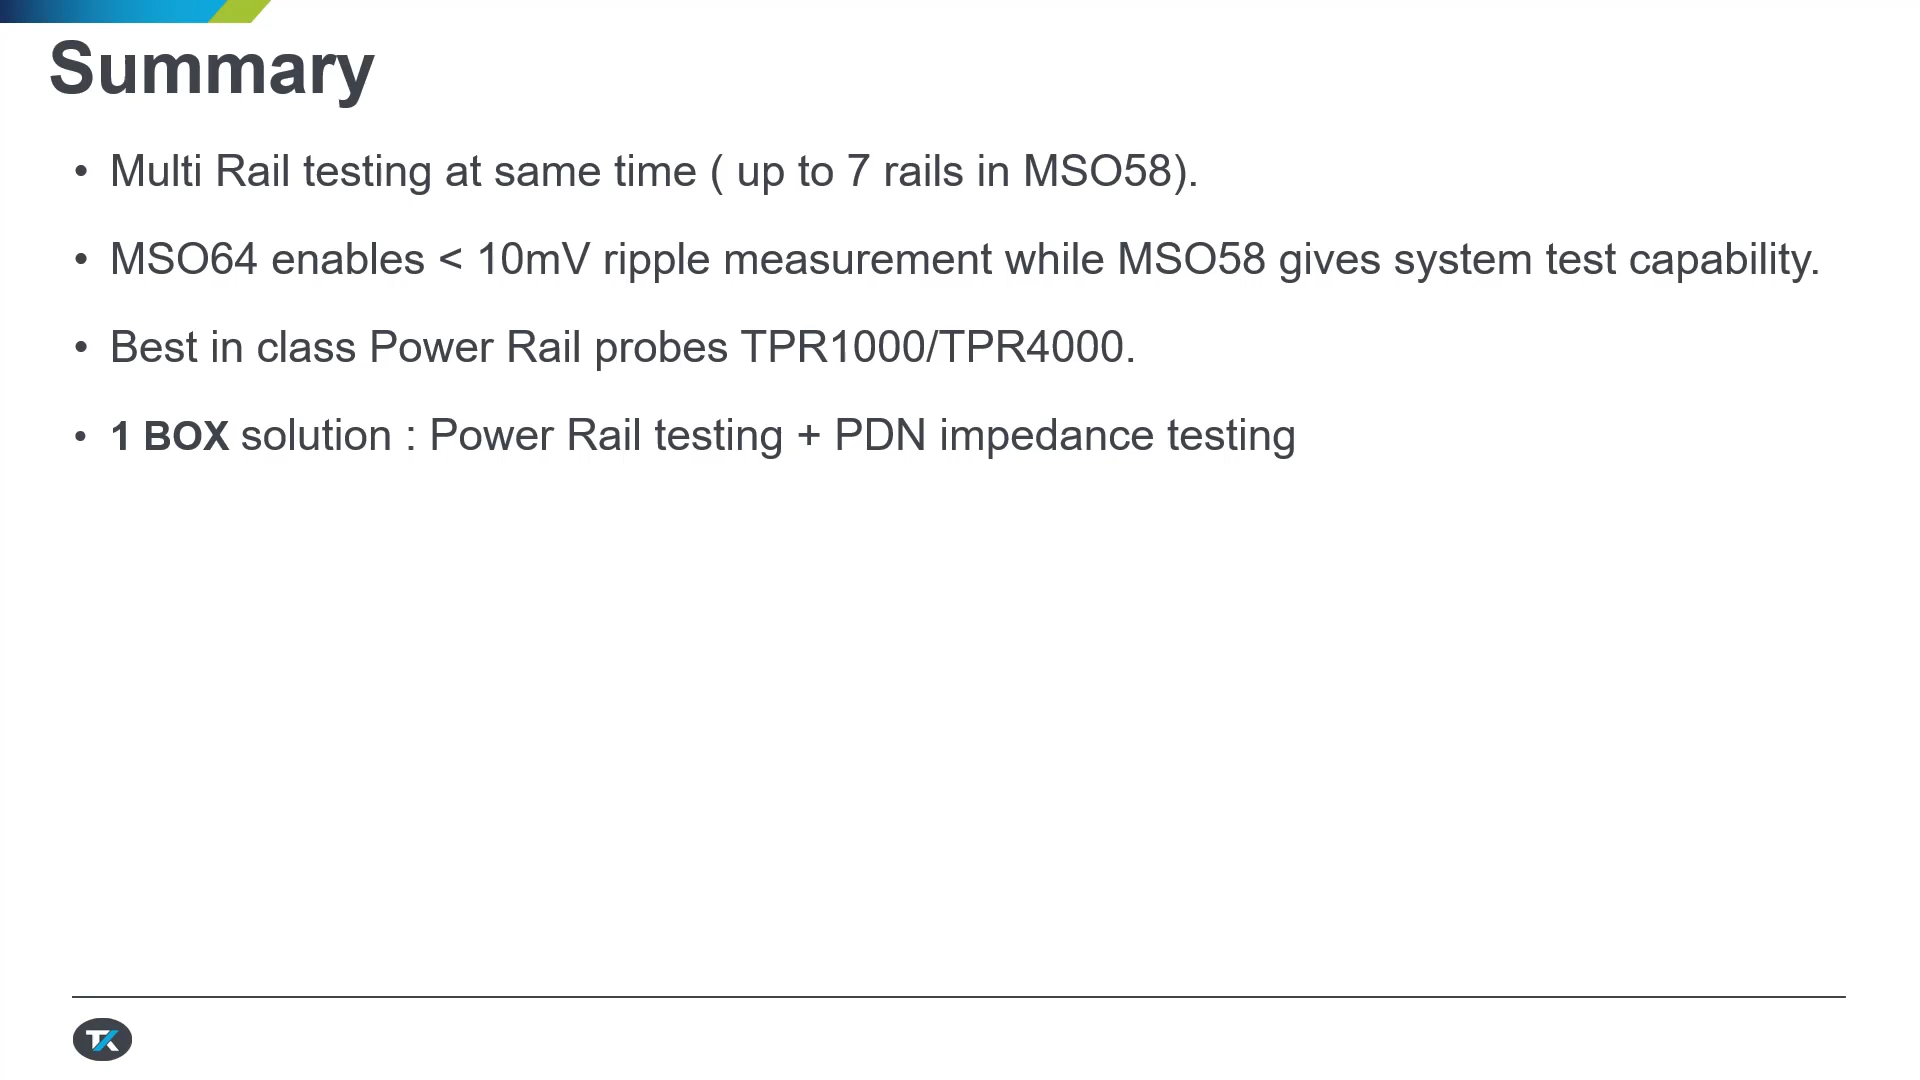 Summary
• Multi Rail testing at same time ( up to 7 rails in MSO58).
• MSO64 enables < 10mV ripple measurement while MSO58 gives system test capability.
• Best in class Power Rail probes TPR1000/TPR4000.
• 1 BOX solution : Power Rail testing + PDN impedance testing
TK